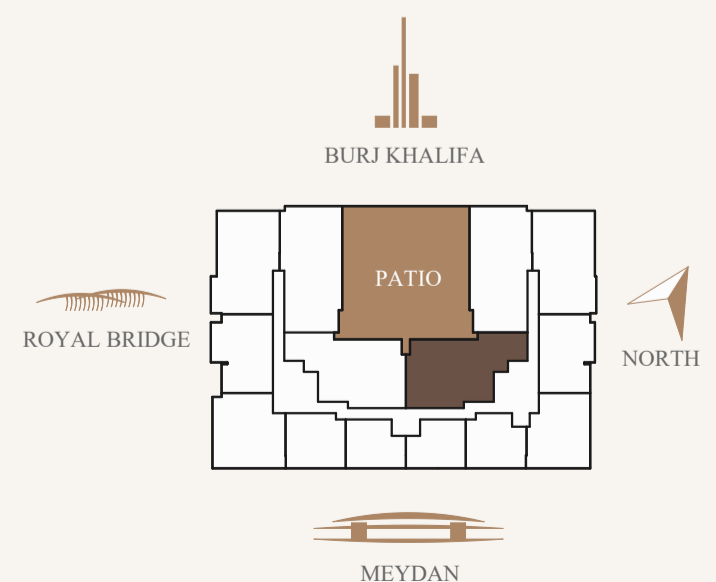 BURJ KHALIFA
PATIO
ROYAL BRIDGE
NORTH
MEYDAN